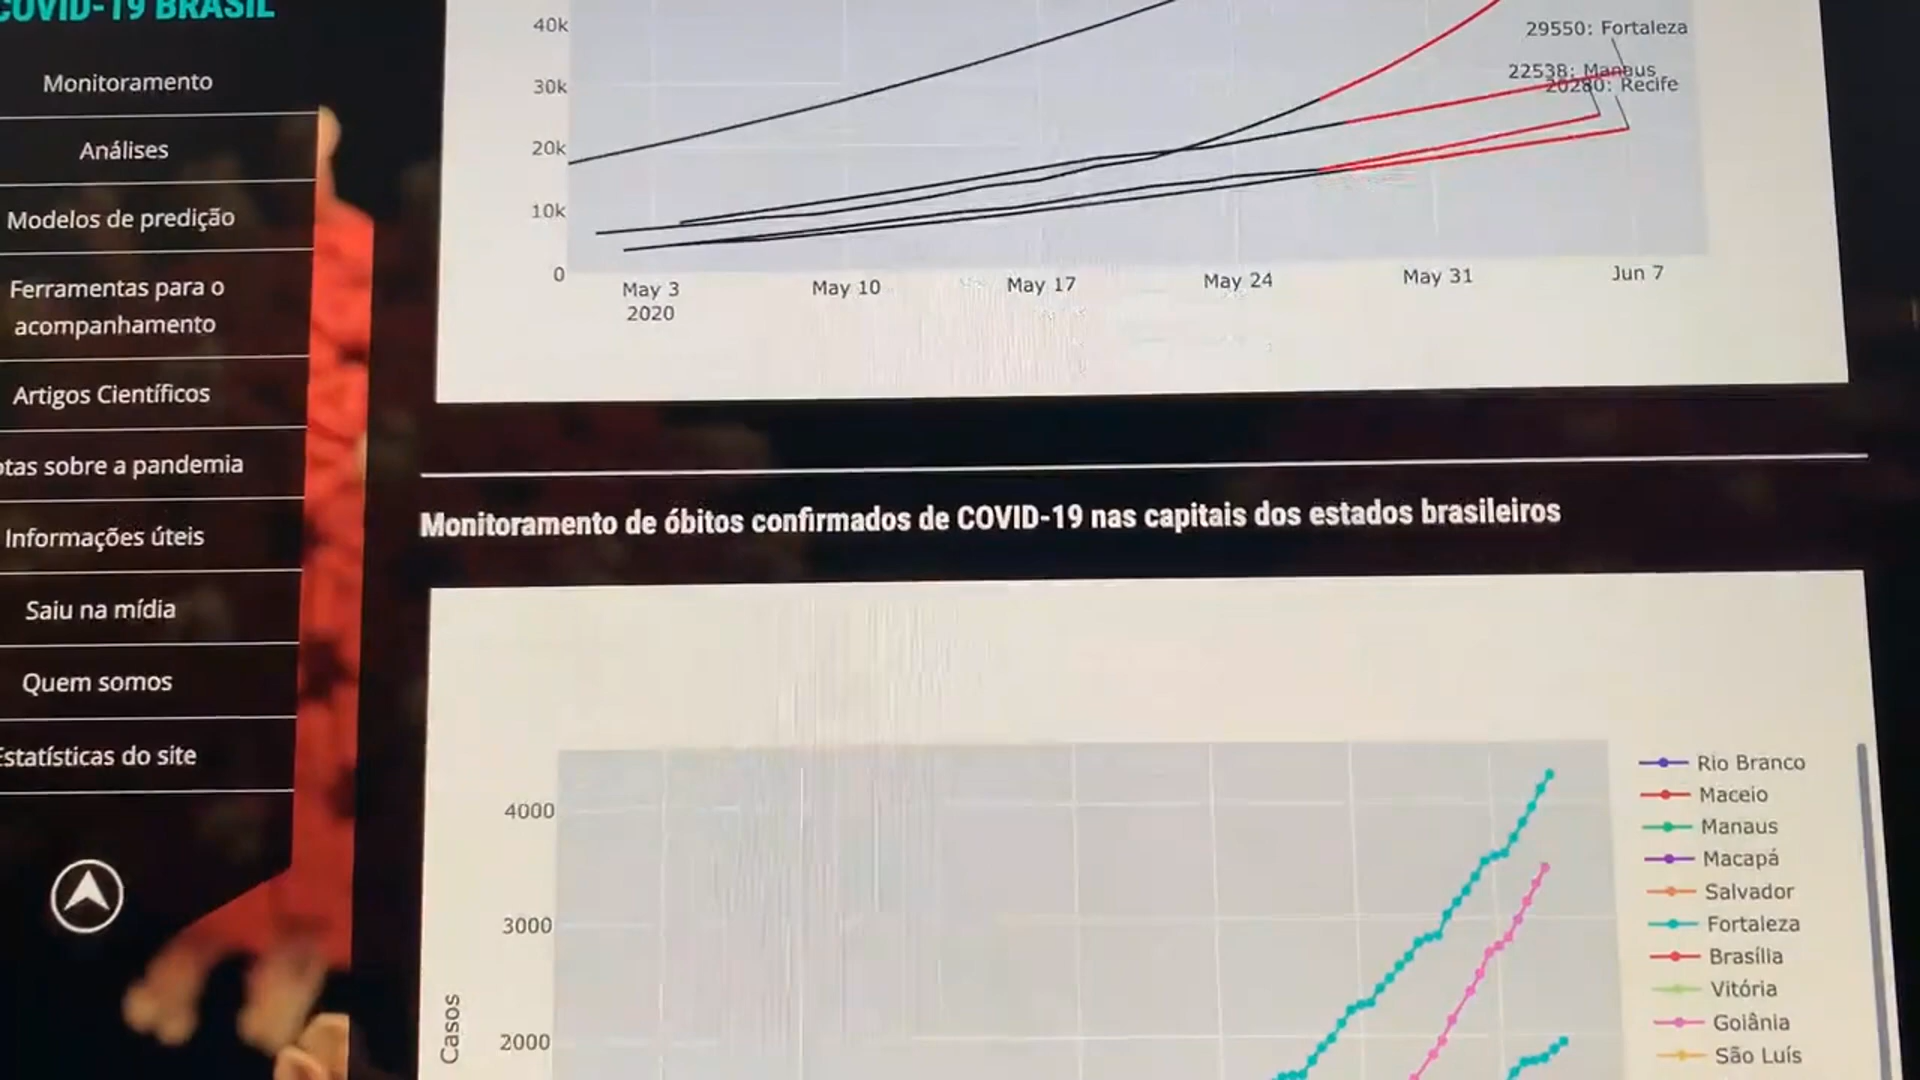 COVID-19 BRASIL
Monitoramento
Análises
Modelos de predição
Ferramentas para o
acompanhamento
Artigos Científicos
otas sobre a pandemia
Informações úteis
Saiu na mídia
Quem somos
Estatísticas do site
40k
30k
20k
10k
0
29550: Fortaleza
22538: Manaus
20280: Recife
May 3
2020
May 10
May 17
May 24
May 31
Jun 7
Monitoramento de óbitos confirmados de COVID-19 nas capitais dos estados brasileiros
4000
3000
2000
Casos
Rio Branco
Maceio
Manaus
Macapá
Salvador
Fortaleza
Brasília
Vitória
Goiânia
São Luís